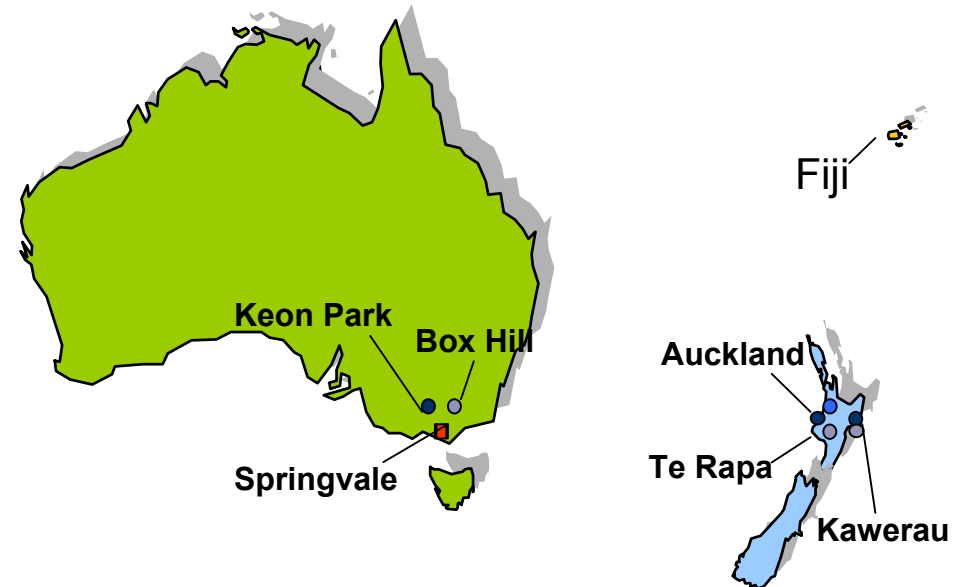 Fiji
Keon Park
Box Hill
Auckland
Te Rapa
Springvale
Kawerau